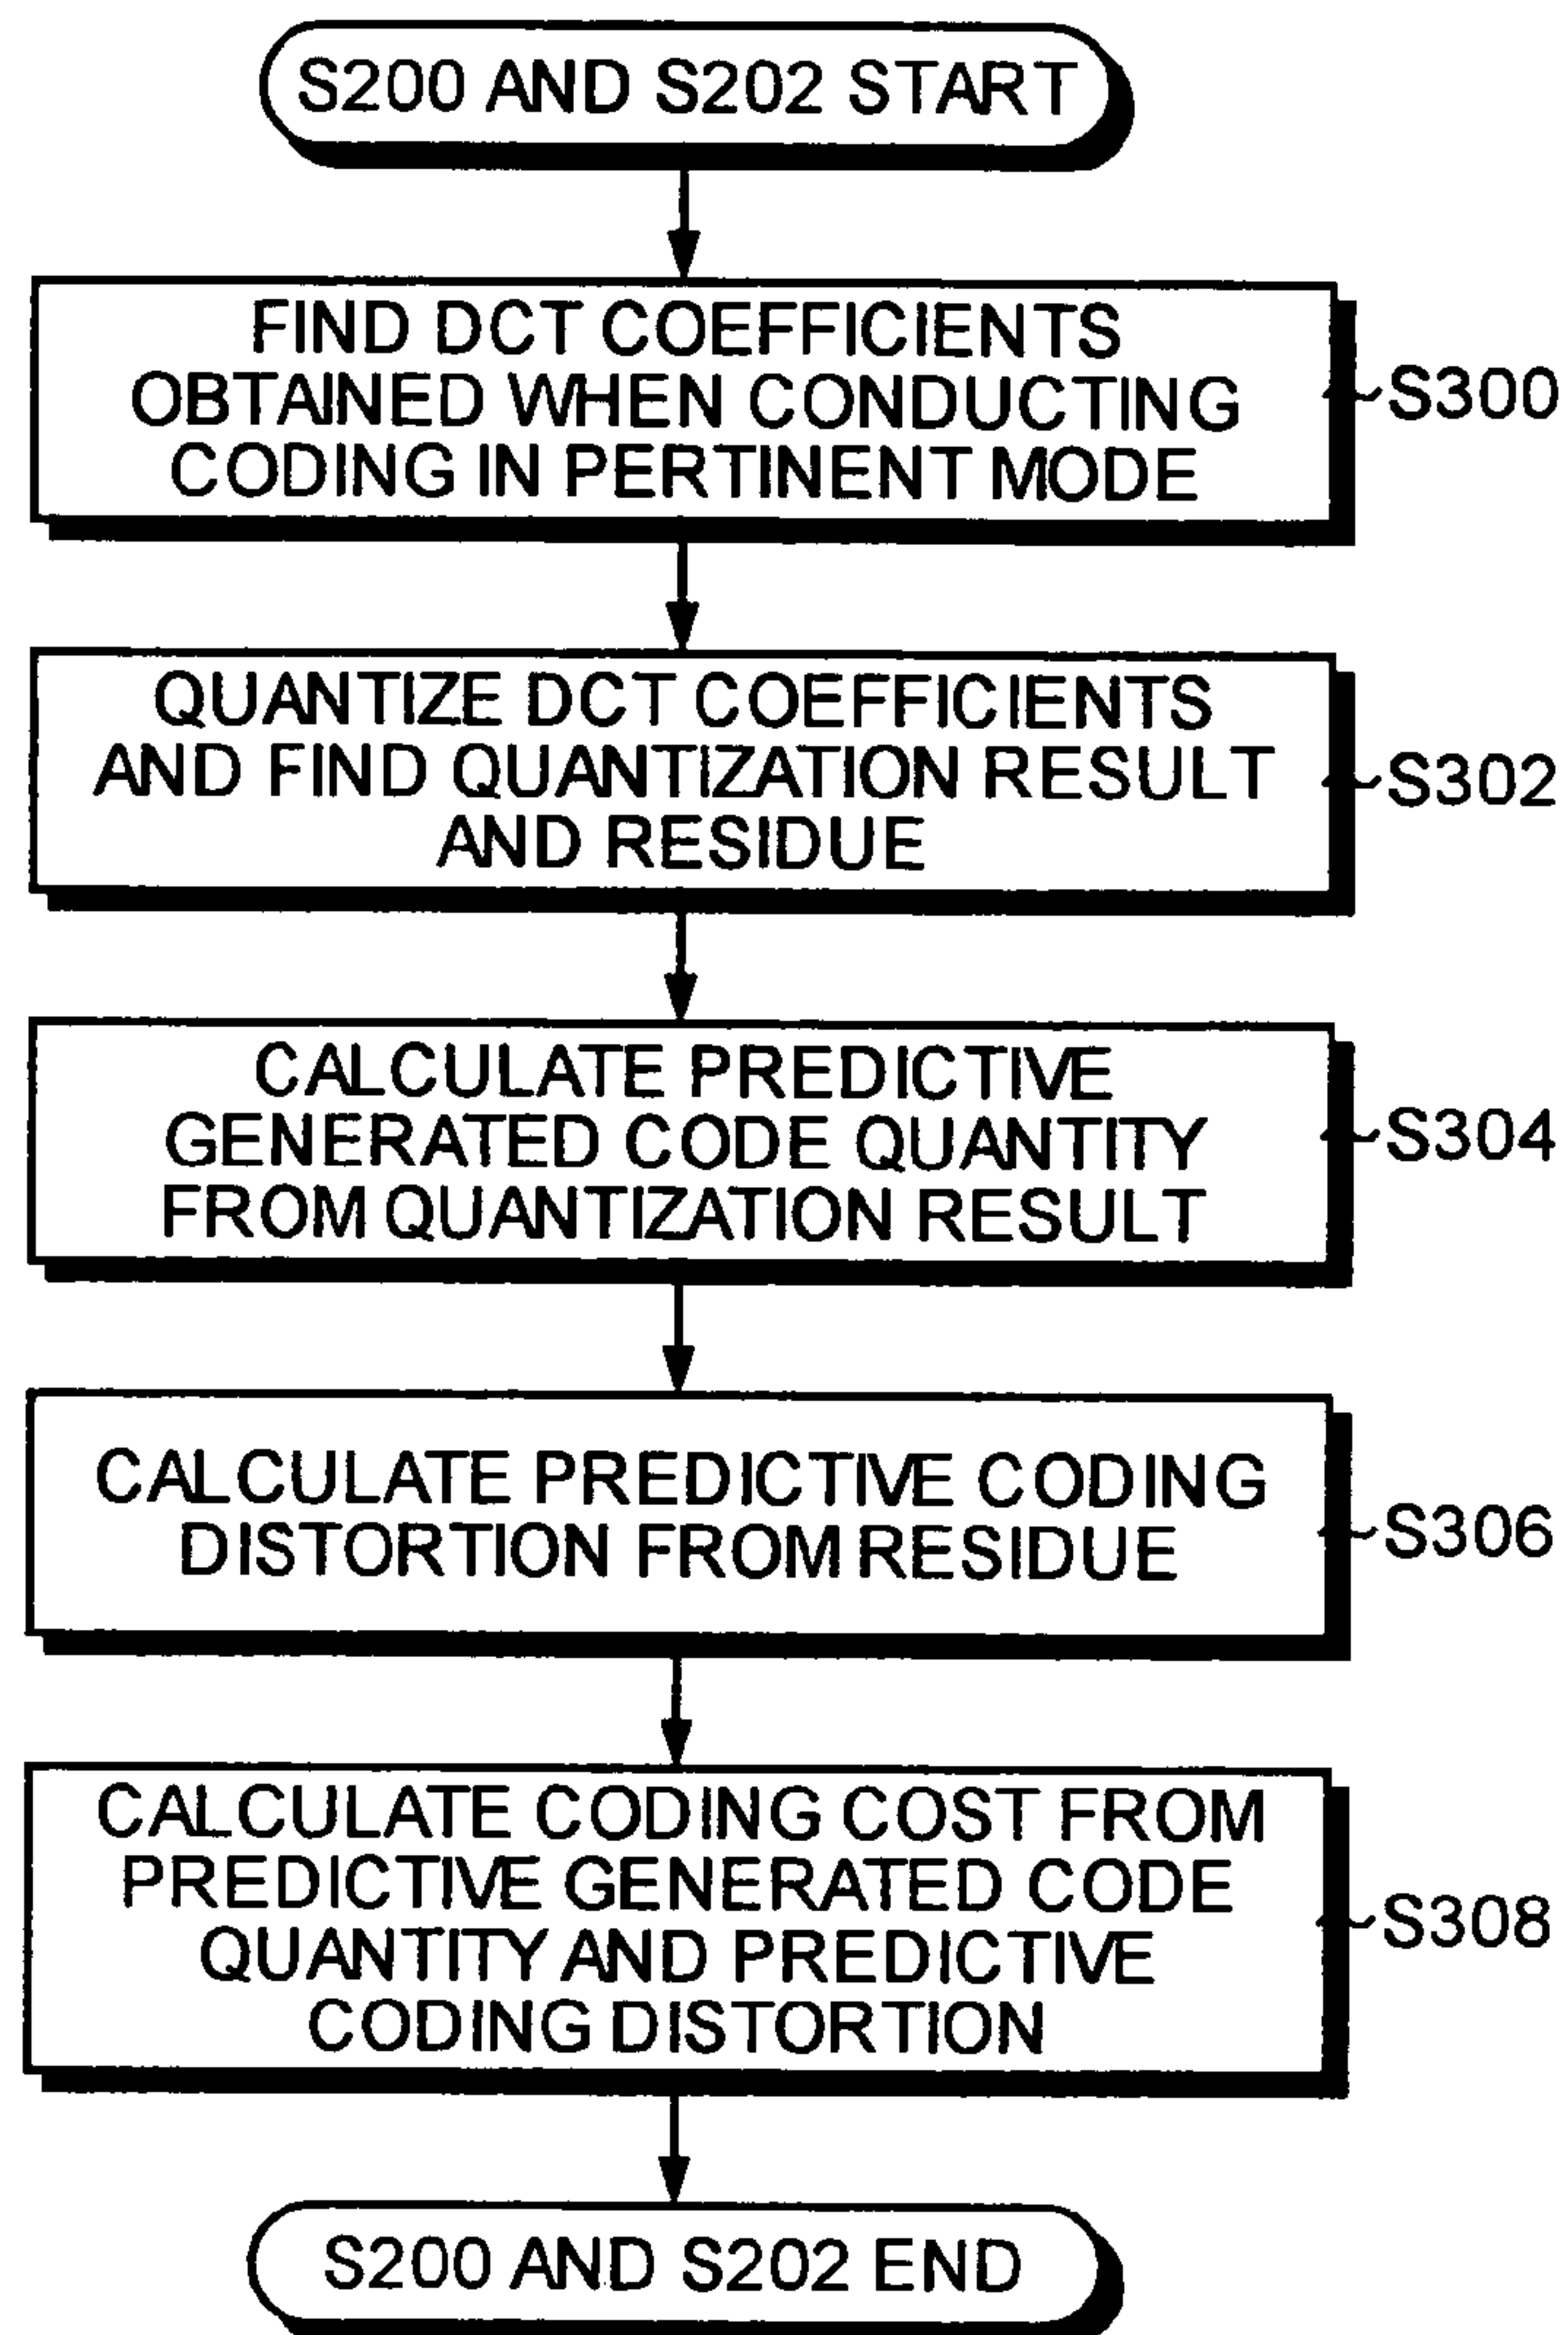 S200 AND S202 START
FIND DCT COEFFICIENTS
OBTAINED WHEN CONDUCTING
CODING IN PERTINENT MODE
S300
QUANTIZE DCT COEFFICIENTS
AND FIND QUANTIZATION RESULT
AND RESIDUE
S302
CALCULATE PREDICTIVE
GENERATED CODE QUANTITY
FROM QUANTIZATION RESULT
S304
CALCULATE PREDICTIVE CODING
DISTORTION FROM RESIDUE
S306
CALCULATE CODING COST FROM
PREDICTIVE GENERATED CODE
QUANTITY AND PREDICTIVE
CODING DISTORTION
S308
S200 AND S202 END